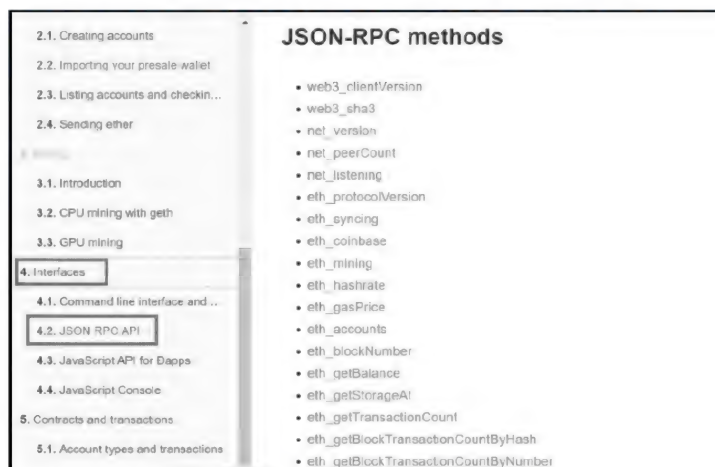 2.1. Creating accounts
2.2. Importing your presale wallet
2.3. Listing accounts and checkin...
2.4. Sending ether
3.1. Introduction
3.2. CPU mining with geth
3.3. GPU mining
4. Interfaces
4.1. Command line interface and ...
4.2. JSON RPC API
4.3. JavaScript API for Dapps
4.4. JavaScript Console
5. Contracts and transactions
5.1. Account types and transactions
JSON-RPC methods
• web3_clientVersion
• web3_sha3
• net_version
• net_peerCount
• net_listening
• eth_protocolVersion
• eth_syncing
• eth_coinbase
• eth_mining
• eth_hashrate
• eth_gasPrice
• eth_accounts
• eth_blockNumber
• eth_getBalance
• eth_getStorageAt
• eth_getTransactionCount
• eth_getBlockTransactionCountByHash
• eth_getBlockTransactionCountByNumber